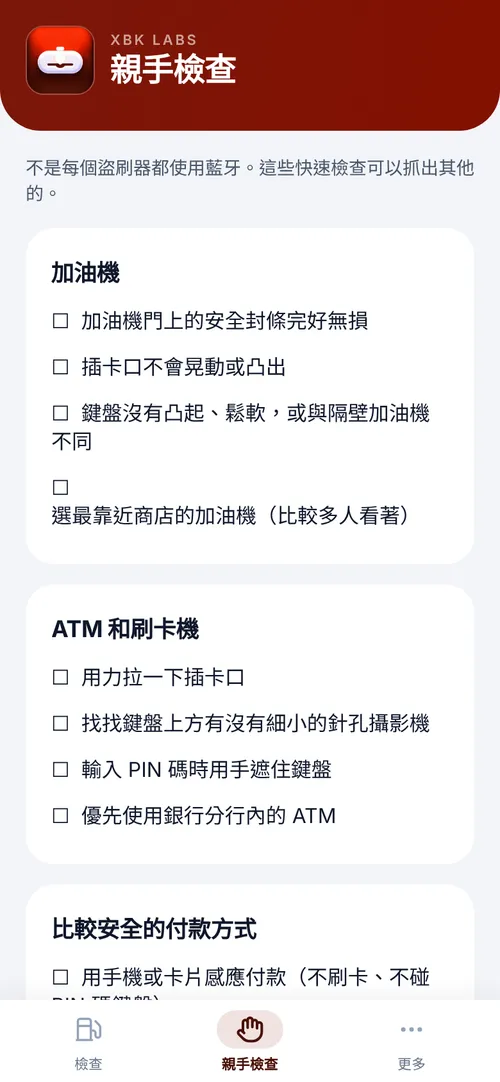 XBK LABS
親手檢查
不是每個盜刷器都使用藍牙。這些快速檢查可以抓出其他
的。
加油機
☐ 加油機門上的安全封條完好無損
☐ 插卡口不會晃動或凸出
☐ 鍵盤沒有凸起、鬆軟，或與隔壁加油機
不同
☐
選最靠近商店的加油機（比較多人看著）
ATM 和刷卡機
☐ 用力拉一下插卡口
☐ 找找鍵盤上方有沒有細小的針孔攝影機
☐ 輸入 PIN 碼時用手遮住鍵盤
☐ 優先使用銀行分行內的 ATM
比較安全的付款方式
☐ 用手機或卡片感應付款（不刷卡、不碰
PIN 碼鍵盤）
檢查
親手檢查
更多